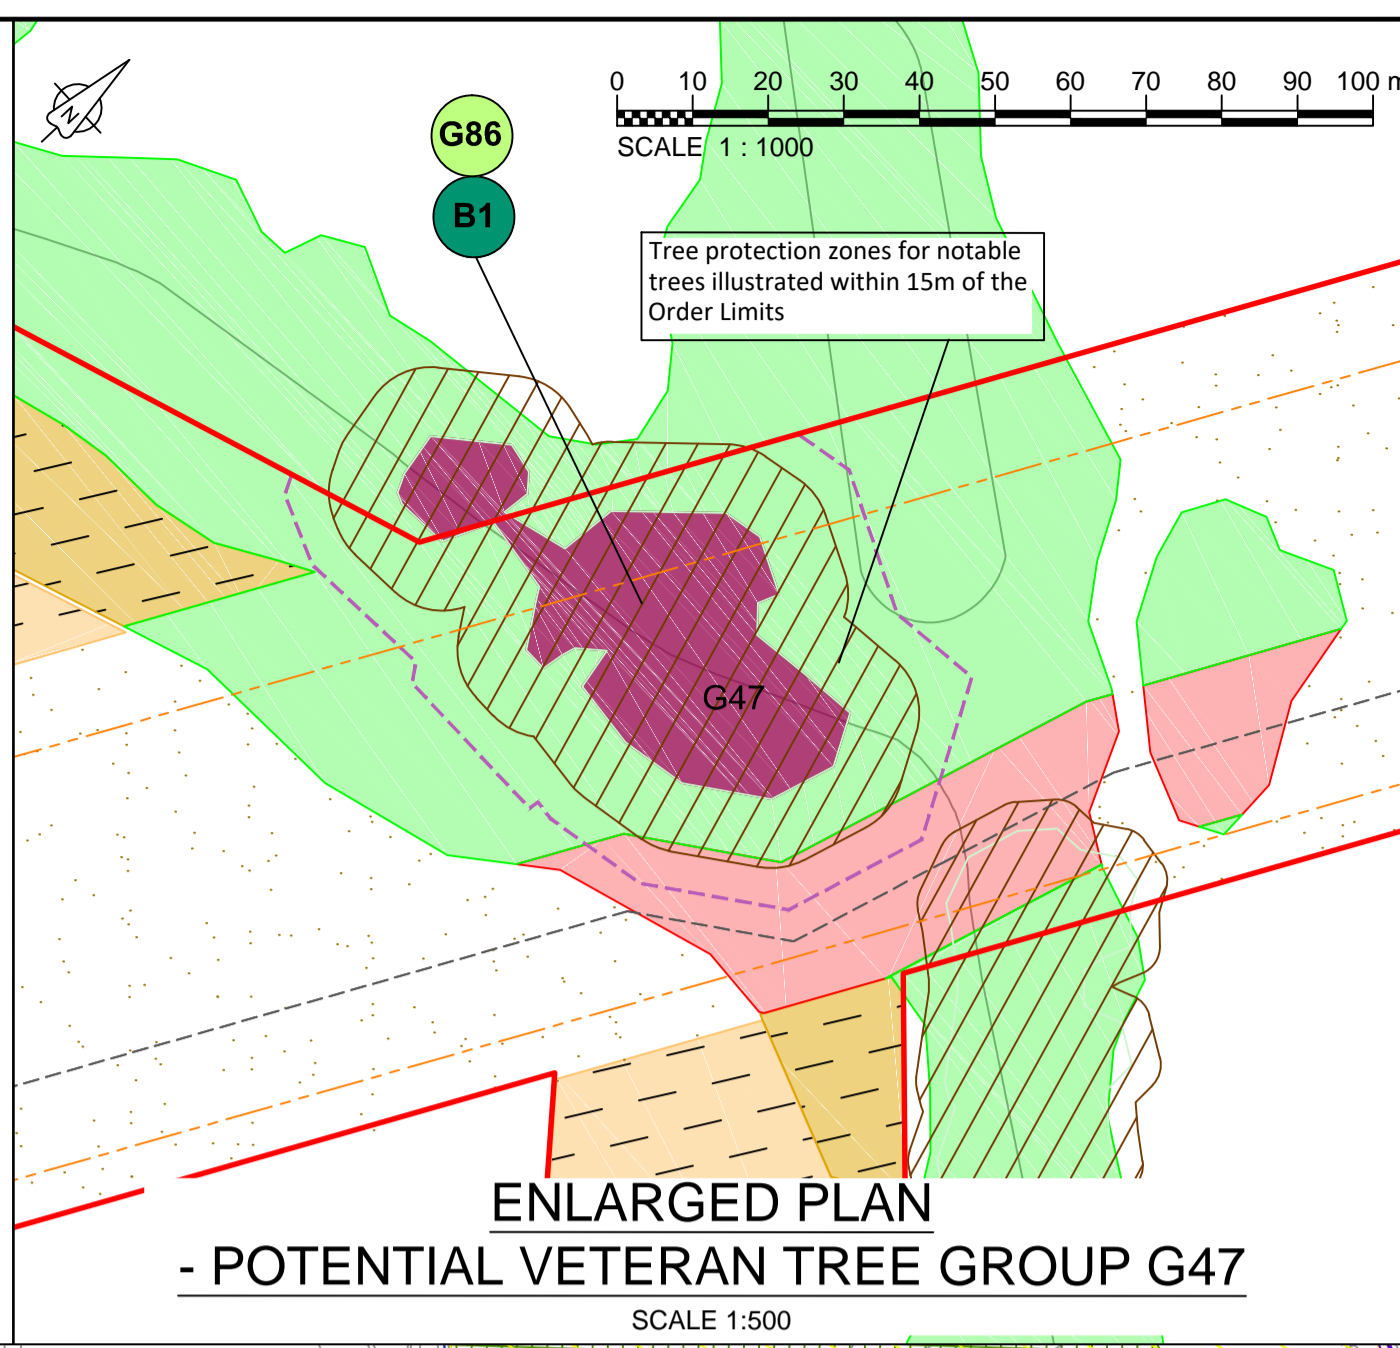 N
0 10 20 30 40 50 60 70 80 90 100 m
SCALE 1 : 1000
G86
B1
Tree protection zones for notable
trees illustrated within 15m of the
Order Limits
G47
ENLARGED PLAN
- POTENTIAL VETERAN TREE GROUP G47
SCALE 1:500